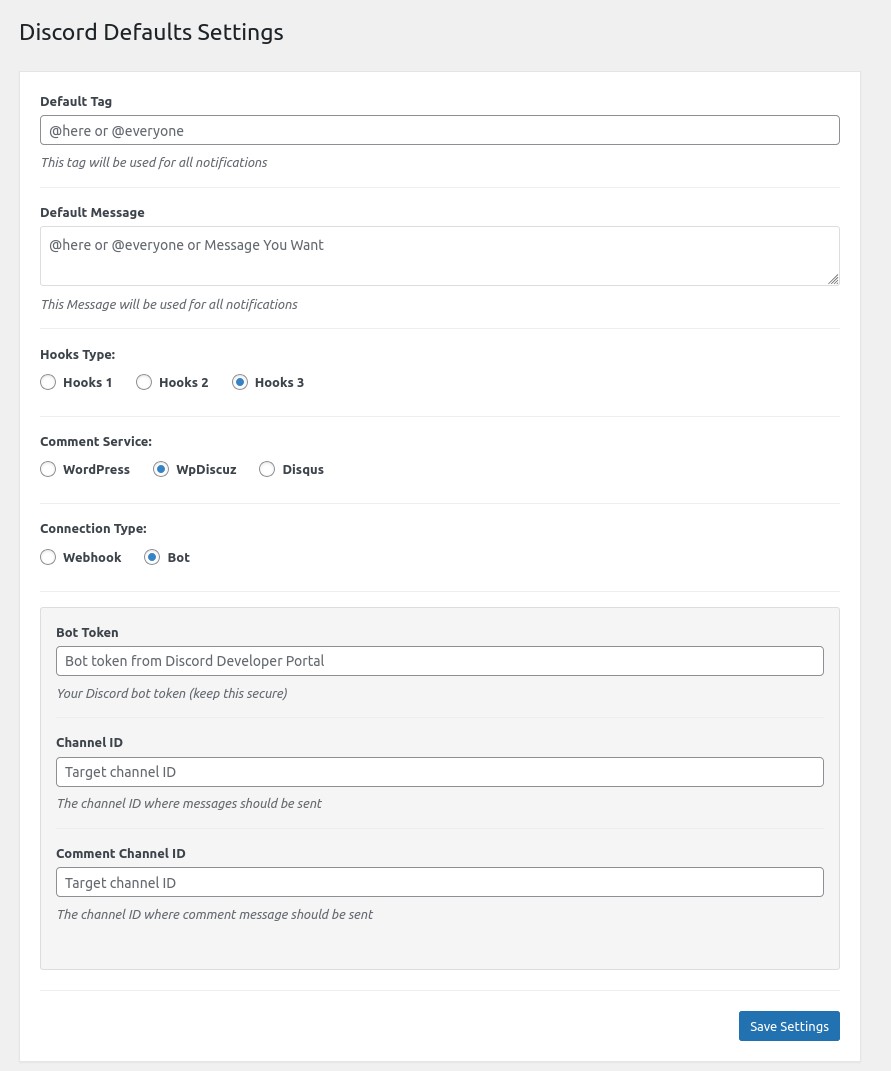 Discord Defaults Settings
Default Tag
@here or @everyone
This tag will be used for all notifications
Default Message
@here or @everyone or Message You Want
This Message will be used for all notifications
Hooks Type:
Hooks 1 Hooks 2 Hooks 3
Comment Service:
WordPress WpDiscuz Disqus
Connection Type:
Webhook Bot
Bot Token
Bot token from Discord Developer Portal
Your Discord bot token (keep this secure)
Channel ID
Target channel ID
The channel ID where messages should be sent
Comment Channel ID
Target channel ID
The channel ID where comment message should be sent
Save Settings